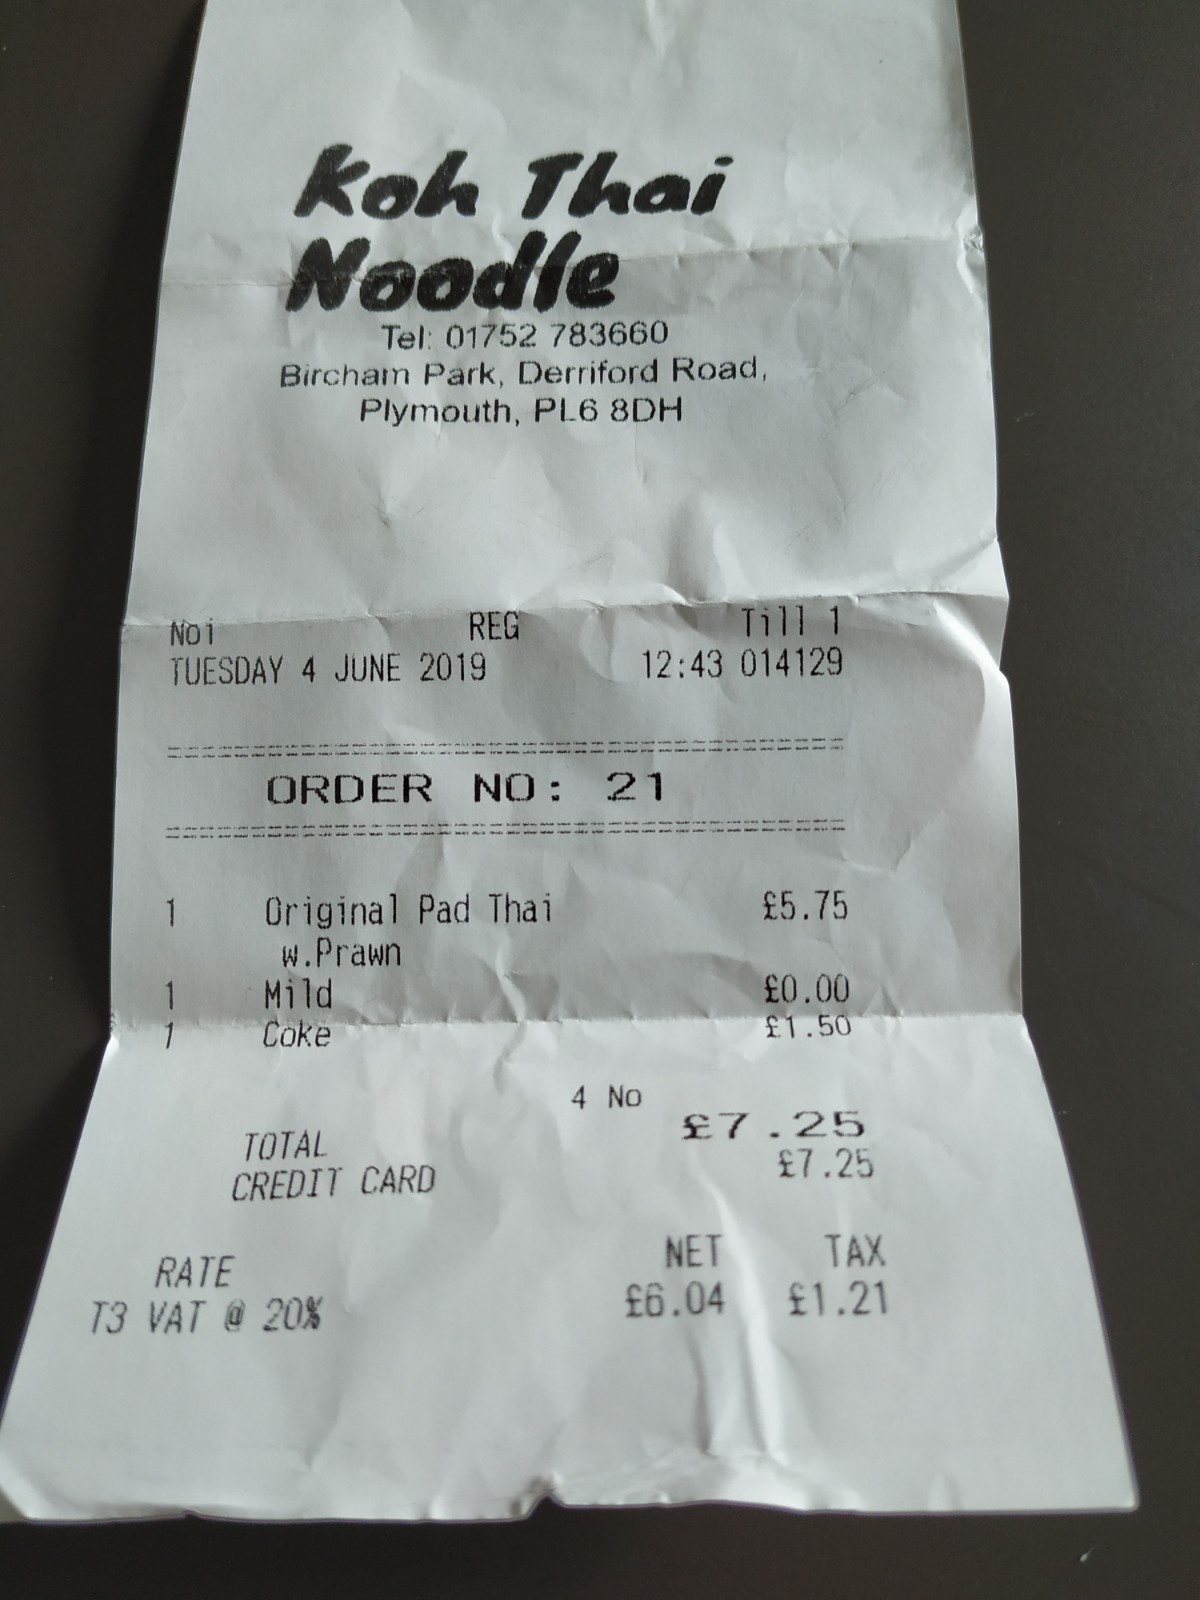 Koh Thai
Noodle
Tel: 01752 783660
Bircham Park, Derriford Road,
Plymouth, PL6 8DH
Noi REG Till 1
TUESDAY 4 JUNE 2019 12:43 014129
ORDER NO: 21
1 Original Pad Thai £5.75
w.Prawn
1 Mild £0.00
1 Coke £1.50
4 No
TOTAL £7.25
CREDIT CARD £7.25
RATE NET TAX
T3 VAT @ 20% £6.04 £1.21